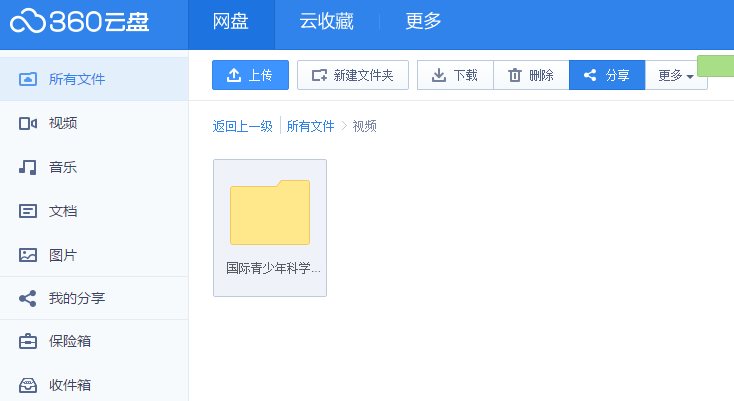 360云盘
网盘
云收藏
更多
所有文件
视频
音乐
文档
图片
我的分享
保险箱
收件箱
上传
新建文件夹
下载
删除
分享
更多
返回上一级 所有文件 视频
国际青少年科学...